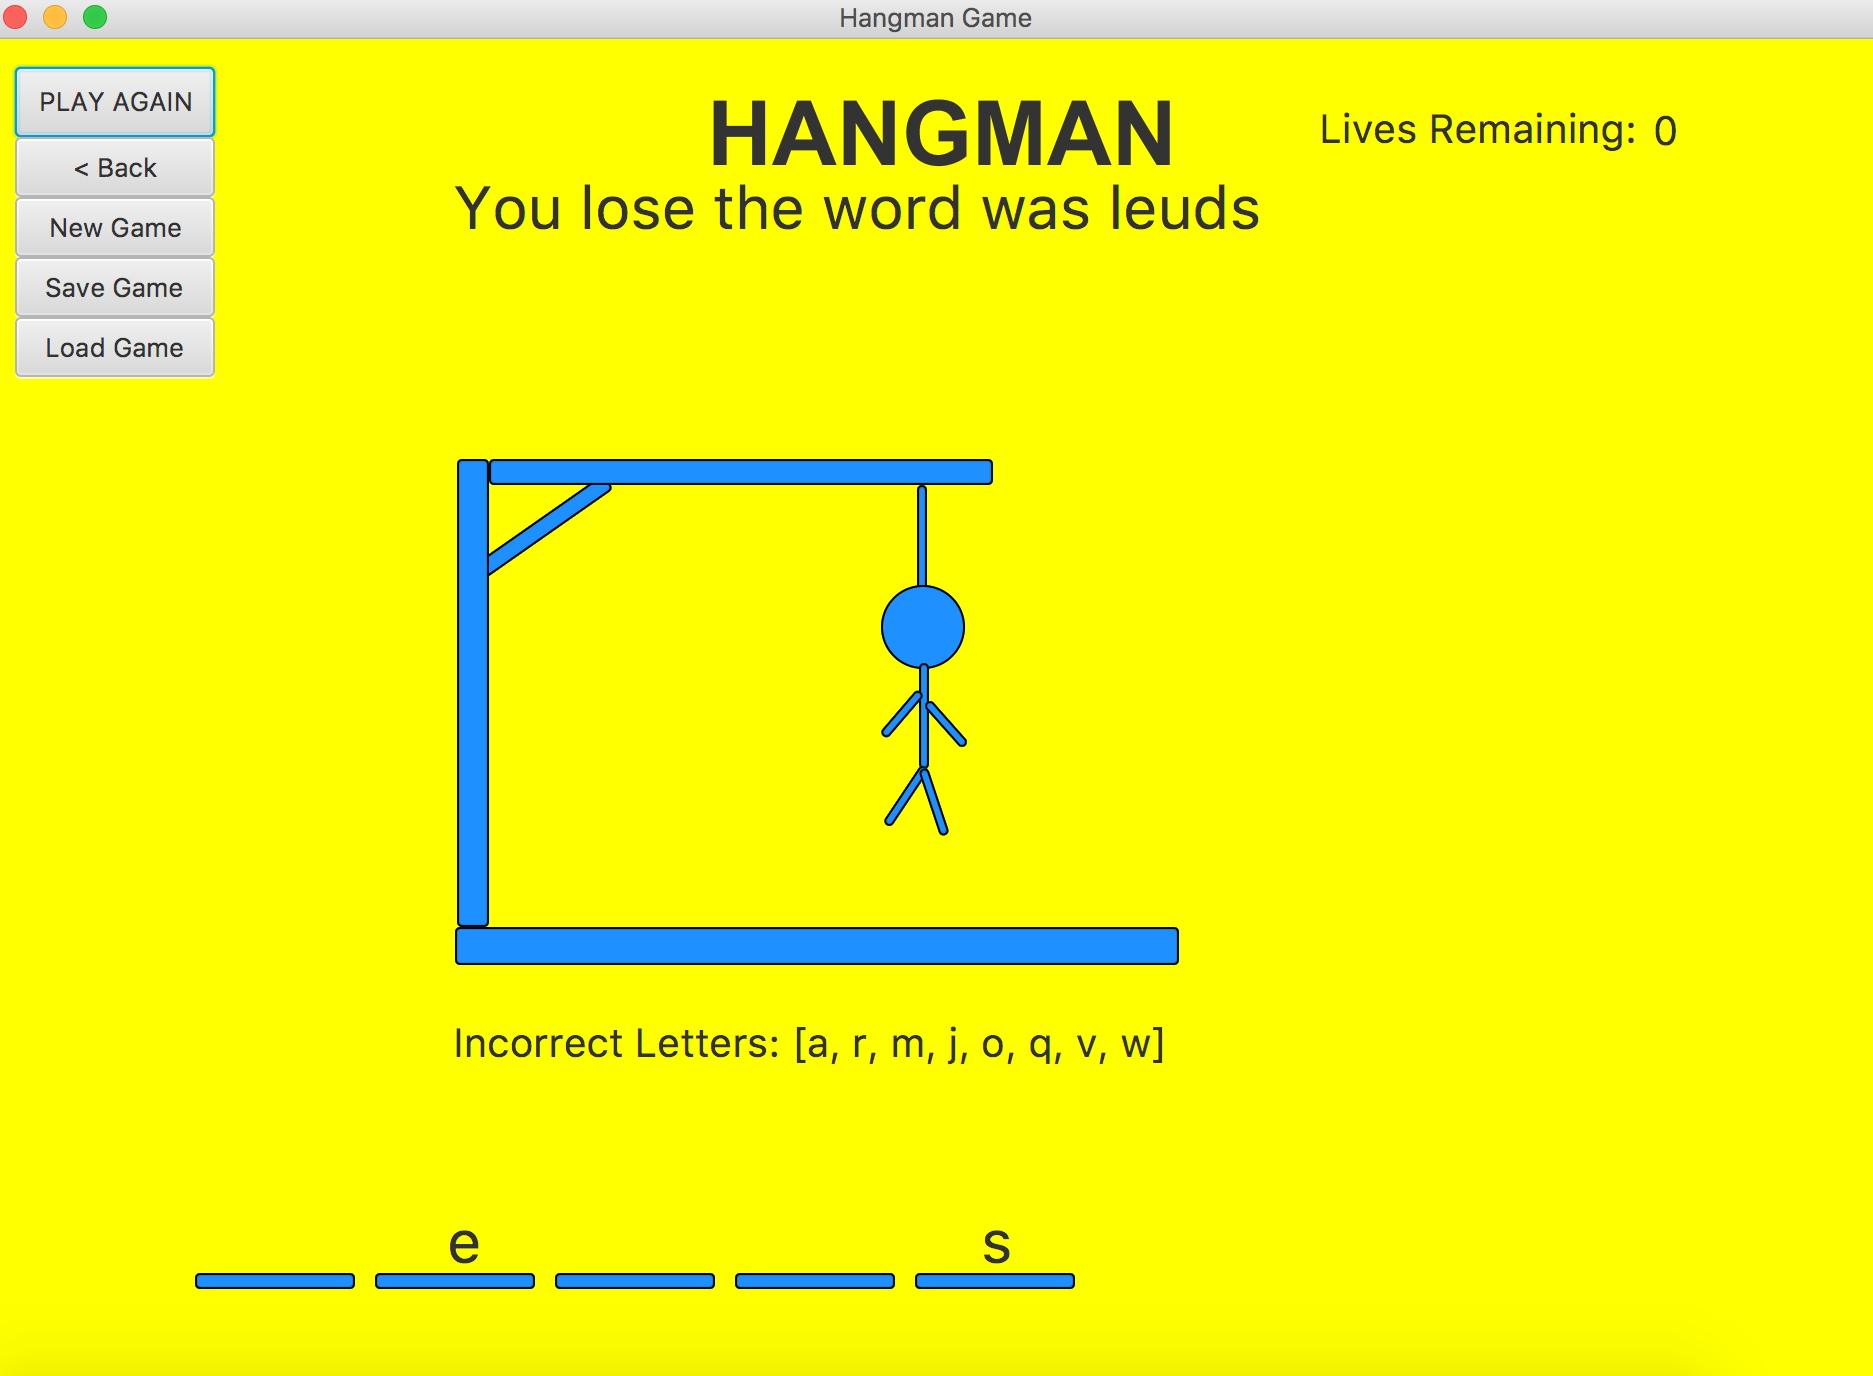 Hangman Game
PLAY AGAIN
< Back
New Game
Save Game
Load Game
HANGMAN
Lives Remaining: 0
You lose the word was leuds
Incorrect Letters: [a, r, m, j, o, q, v, w]
e s